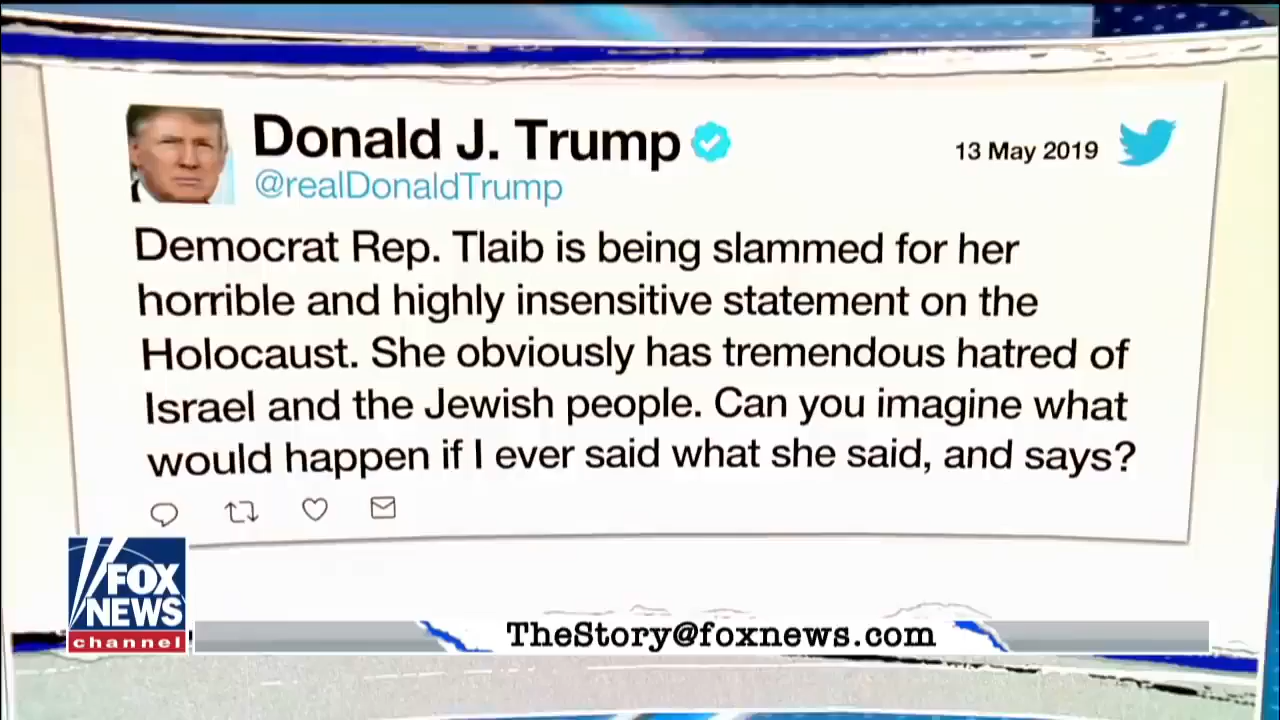 Donald J. Trump
13 May 2019
@realDonaldTrump
Democrat Rep. Tlaib is being slammed for her
horrible and highly insensitive statement on the
Holocaust. She obviously has tremendous hatred of
Israel and the Jewish people. Can you imagine what
would happen if I ever said what she said, and says?
FOX
NEWS
channel
TheStory@foxnews.com